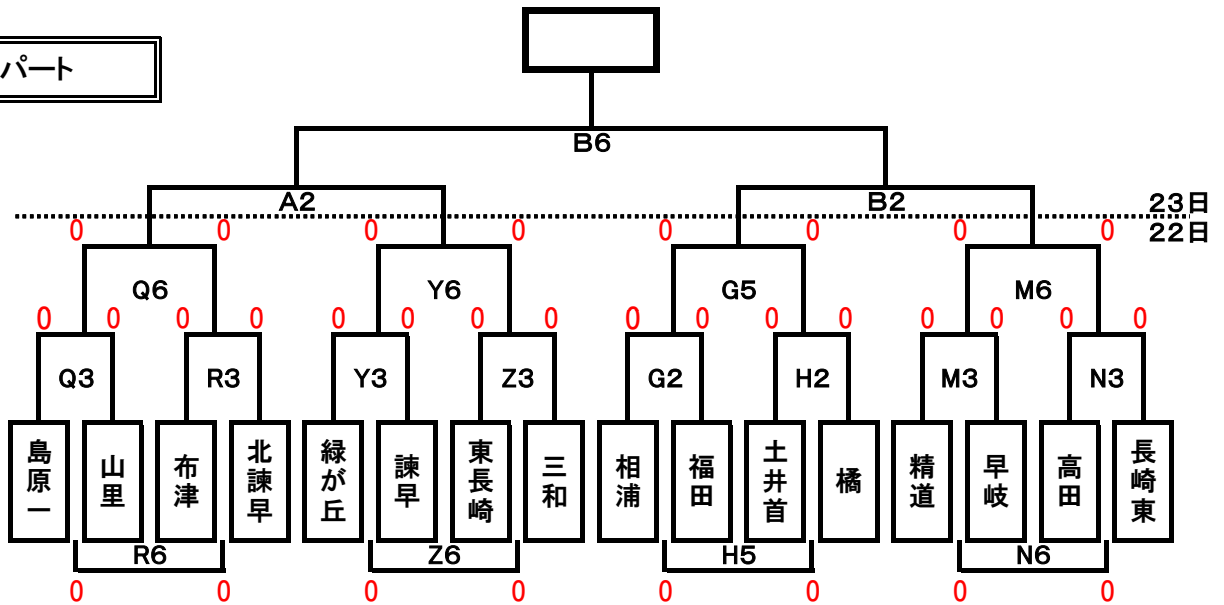 パート
B6
A2 B2 23日
0 0 0 0 0 0 0 0 22日
Q6 Y6 G5 M6
0 0 0 0 0 0 0 0 0 0 0 0 0 0 0 0
Q3 R3 Y3 Z3 G2 H2 M3 N3
島原一 山里 布津 北諫早 緑が丘 諫早 東長崎 三和 相浦 福田 土井首 橘 精道 早岐 高田 長崎東
R6 Z6 H5 N6
0 0 0 0 0 0 0 0